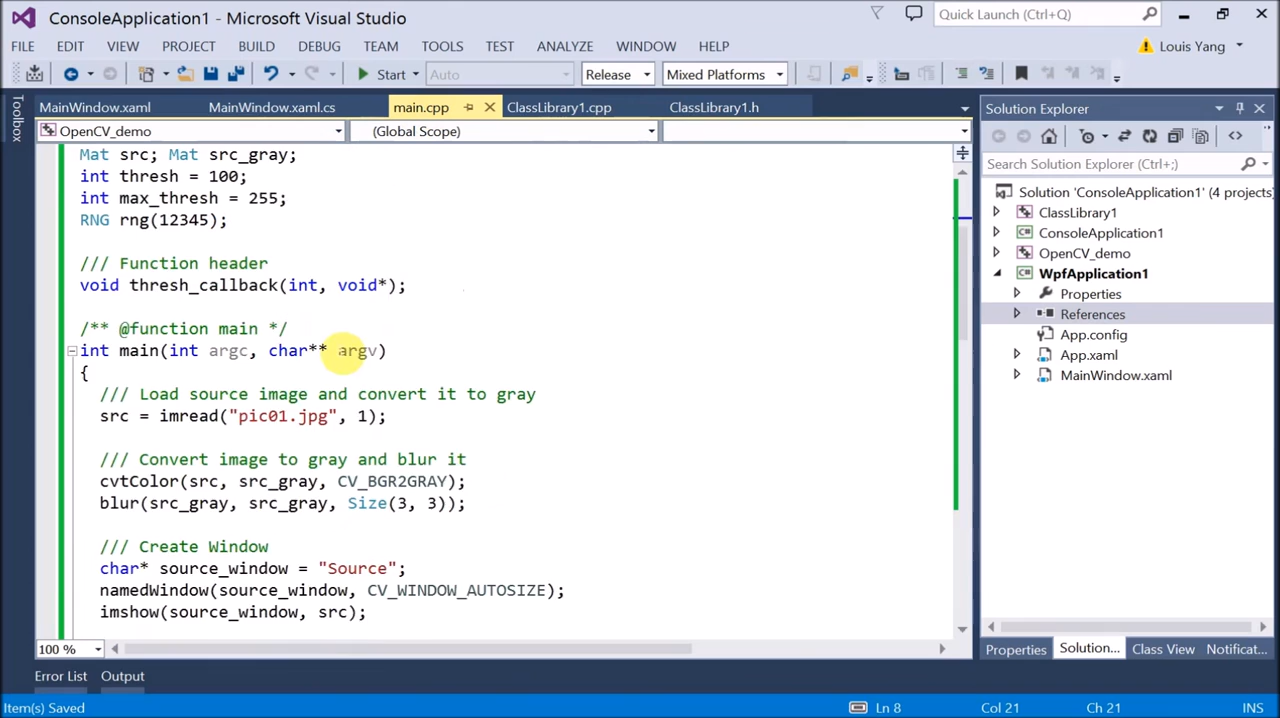 ConsoleApplication1 - Microsoft Visual Studio
Quick Launch (Ctrl+Q)
FILE EDIT VIEW PROJECT BUILD DEBUG TEAM TOOLS TEST ANALYZE WINDOW HELP
Louis Yang
Start Auto Release Mixed Platforms
Toolbox
MainWindow.xaml MainWindow.xaml.cs main.cpp ClassLibrary1.cpp ClassLibrary1.h
OpenCV_demo (Global Scope)
Mat src; Mat src_gray;
int thresh = 100;
int max_thresh = 255;
RNG rng(12345);
/// Function header
void thresh_callback(int, void*);
/** @function main */
int main(int argc, char** argv)
{
/// Load source image and convert it to gray
src = imread("pic01.jpg", 1);
/// Convert image to gray and blur it
cvtColor(src, src_gray, CV_BGR2GRAY);
blur(src_gray, src_gray, Size(3, 3));
/// Create Window
char* source_window = "Source";
namedWindow(source_window, CV_WINDOW_AUTOSIZE);
imshow(source_window, src);
100 %
Solution Explorer
Search Solution Explorer (Ctrl+;)
Solution 'ConsoleApplication1' (4 projects)
ClassLibrary1
ConsoleApplication1
OpenCV_demo
WpfApplication1
Properties
References
App.config
App.xaml
MainWindow.xaml
Properties Solution... Class View Notificat...
Error List Output
Item(s) Saved Ln 8 Col 21 Ch 21 INS